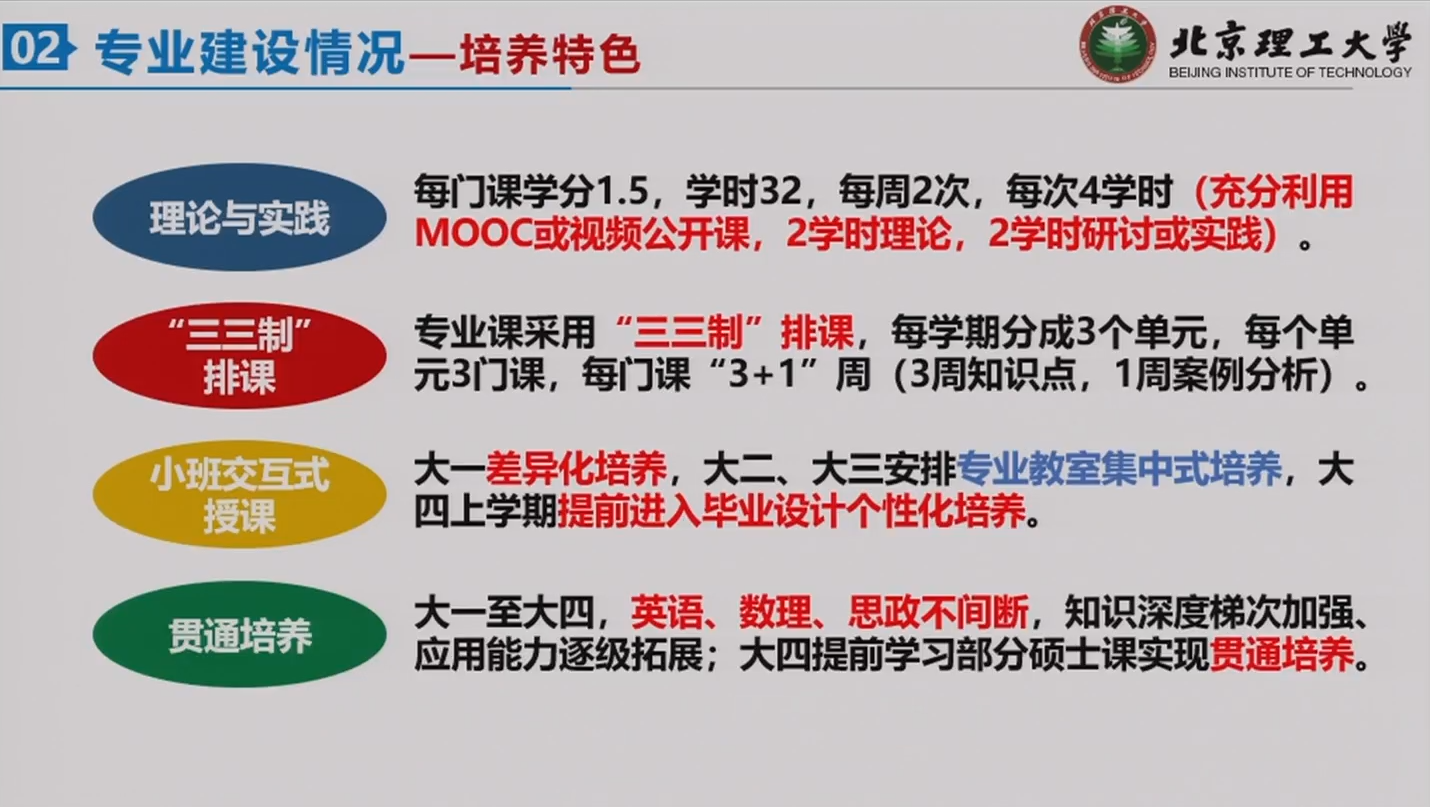 02 专业建设情况—培养特色
北京理工大学
BEIJING INSTITUTE OF TECHNOLOGY
理论与实践
每门课学分1.5，学时32，每周2次，每次4学时（充分利用
MOOC或视频公开课，2学时理论，2学时研讨或实践）。
“三三制”
排课
专业课采用“三三制”排课，每学期分成3个单元，每个单
元3门课，每门课“3+1”周（3周知识点，1周案例分析）。
小班交互式
授课
大一差异化培养，大二、大三安排专业教室集中式培养，大
四上学期提前进入毕业设计个性化培养。
贯通培养
大一至大四，英语、数理、思政不间断，知识深度梯次加强、
应用能力逐级拓展；大四提前学习部分硕士课实现贯通培养。